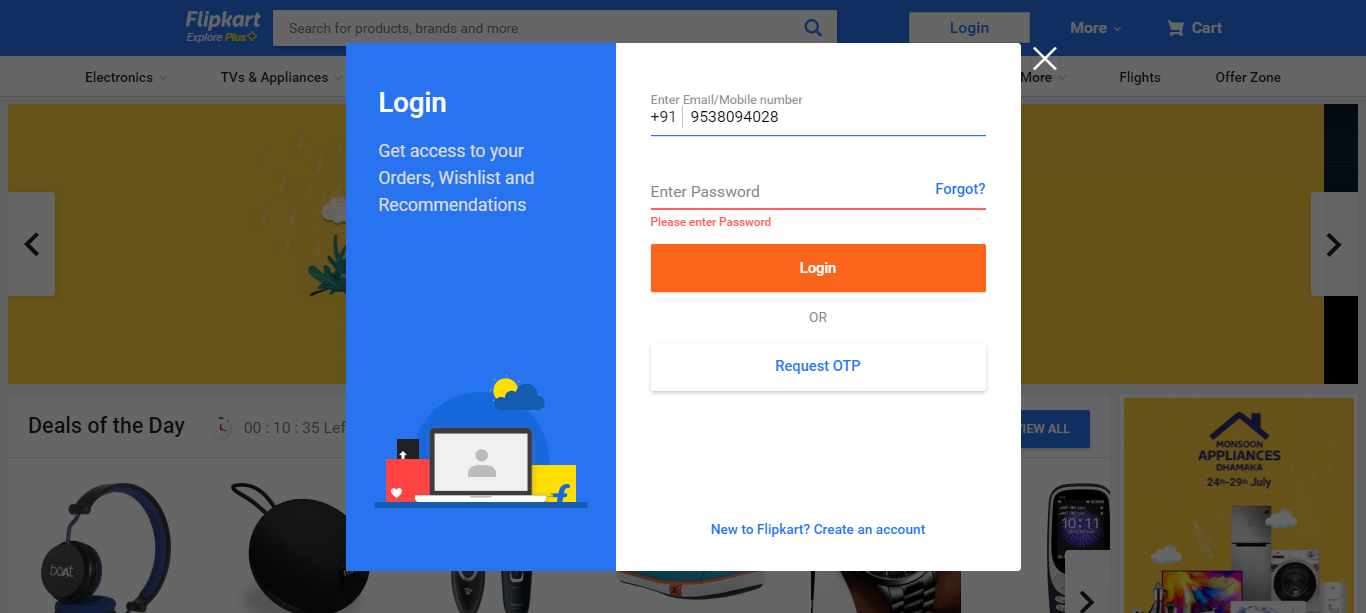 Flipkart
Explore Plus
Search for products, brands and more
Login
More
Cart
Electronics
TVs & Appliances
More
Flights
Offer Zone
Login
Get access to your
Orders, Wishlist and
Recommendations
Enter Email/Mobile number
+91 9538094028
Enter Password
Forgot?
Please enter Password
Login
OR
Request OTP
New to Flipkart? Create an account
Deals of the Day
00 : 10 : 35 Lef
VIEW ALL
boAt
10:11
MONSOON
APPLIANCES
DHAMAKA
24th-29th July